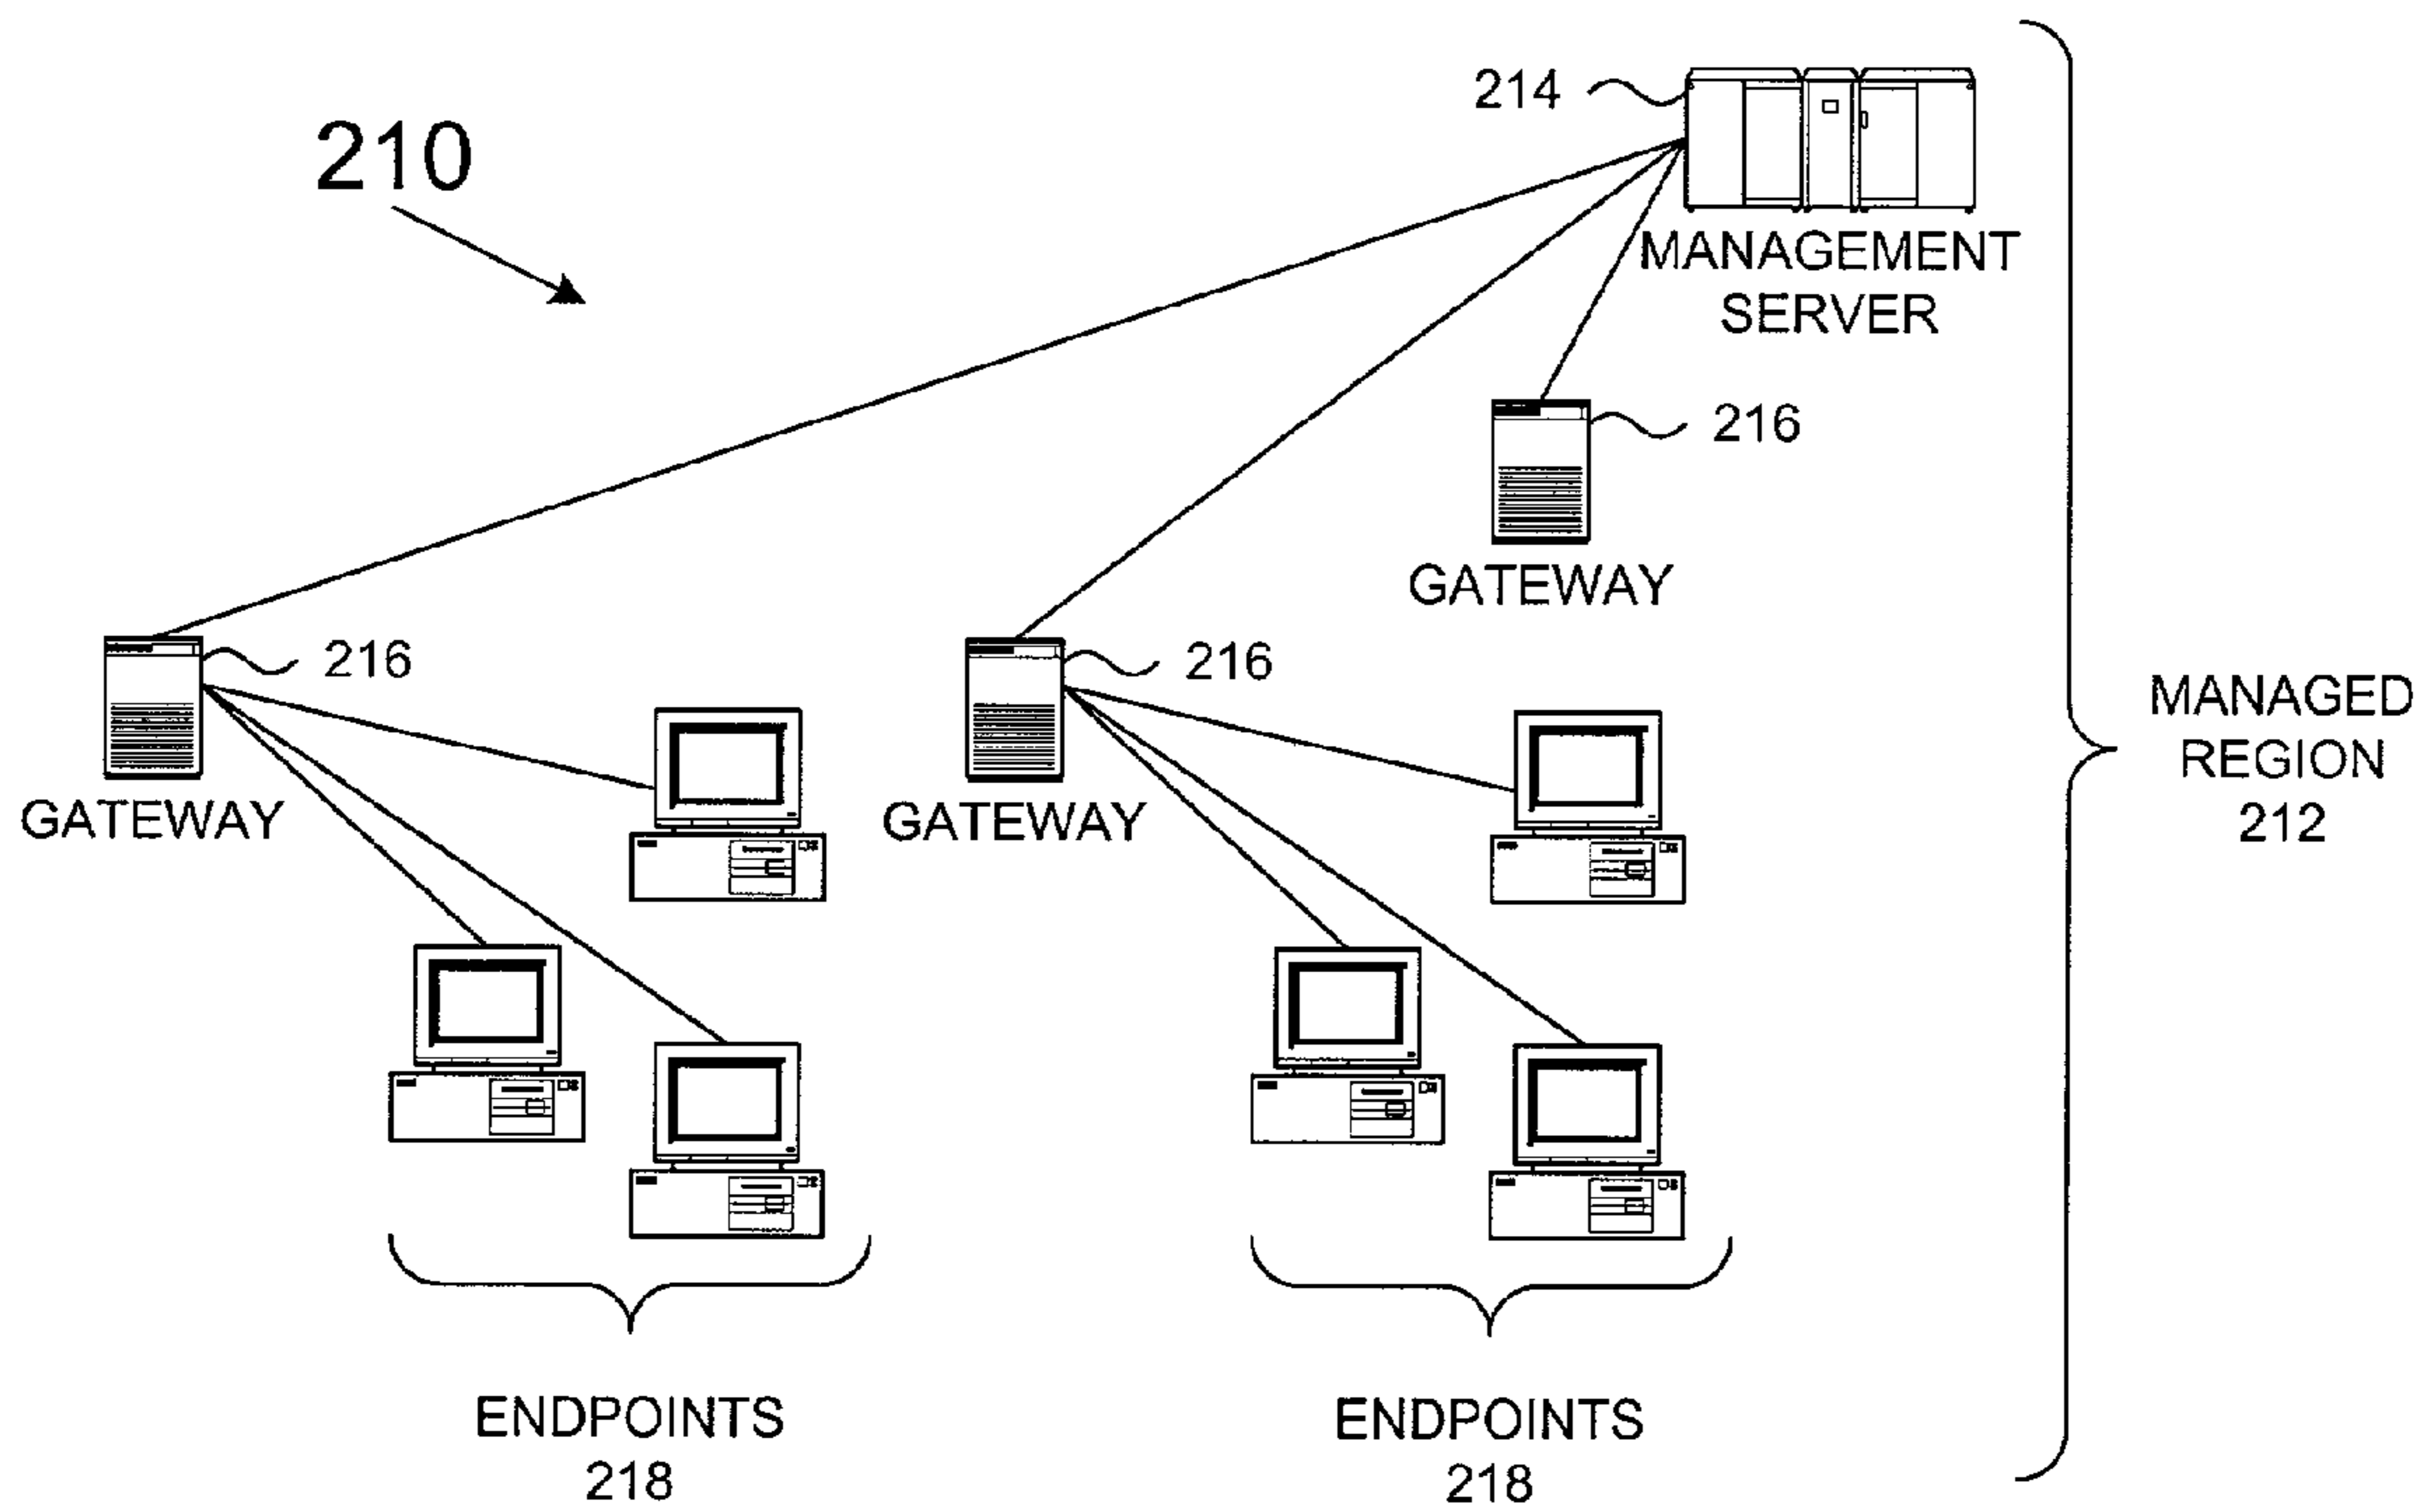 214
210
MANAGEMENT
SERVER
216
GATEWAY
216
216
MANAGED
REGION
212
GATEWAY
GATEWAY
ENDPOINTS
218
ENDPOINTS
218